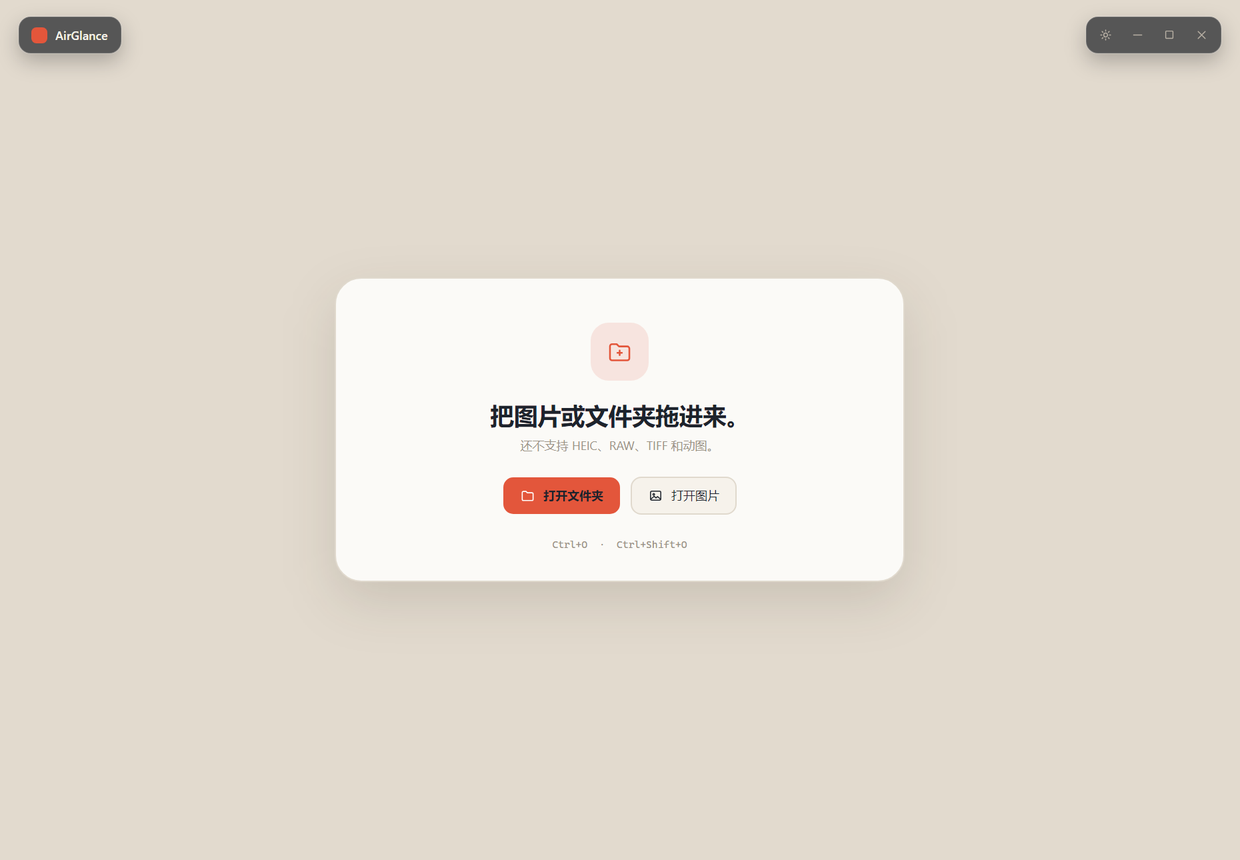 AirGlance
把图片或文件夹拖进来。
还不支持 HEIC、RAW、TIFF 和动图。
打开文件夹 打开图片
Ctrl+O · Ctrl+Shift+O